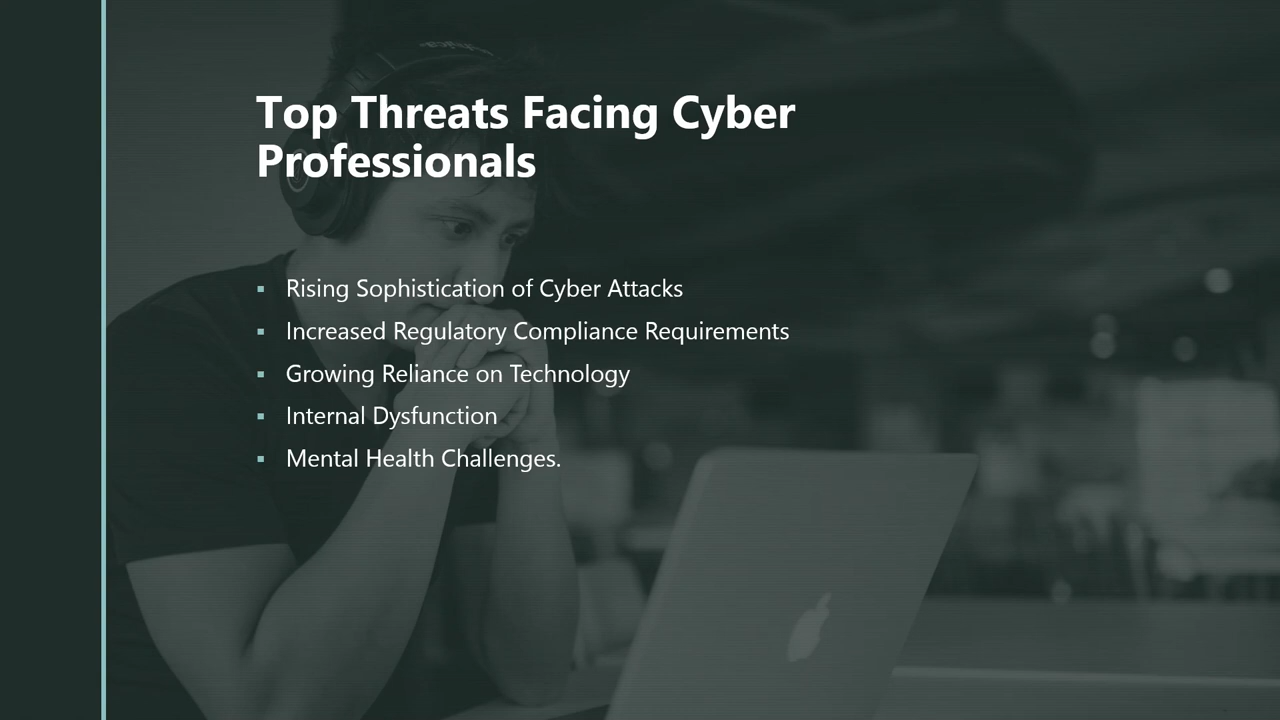 Top Threats Facing Cyber
Professionals
▪ Rising Sophistication of Cyber Attacks
▪ Increased Regulatory Compliance Requirements
▪ Growing Reliance on Technology
▪ Internal Dysfunction
▪ Mental Health Challenges.